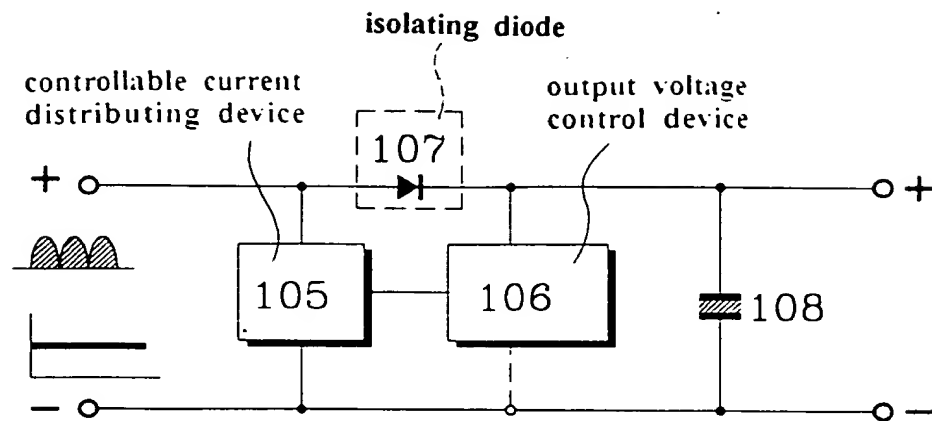 isolating diode
controllable current
distributing device
output voltage
control device
107
+
+
105
106
108
−
−